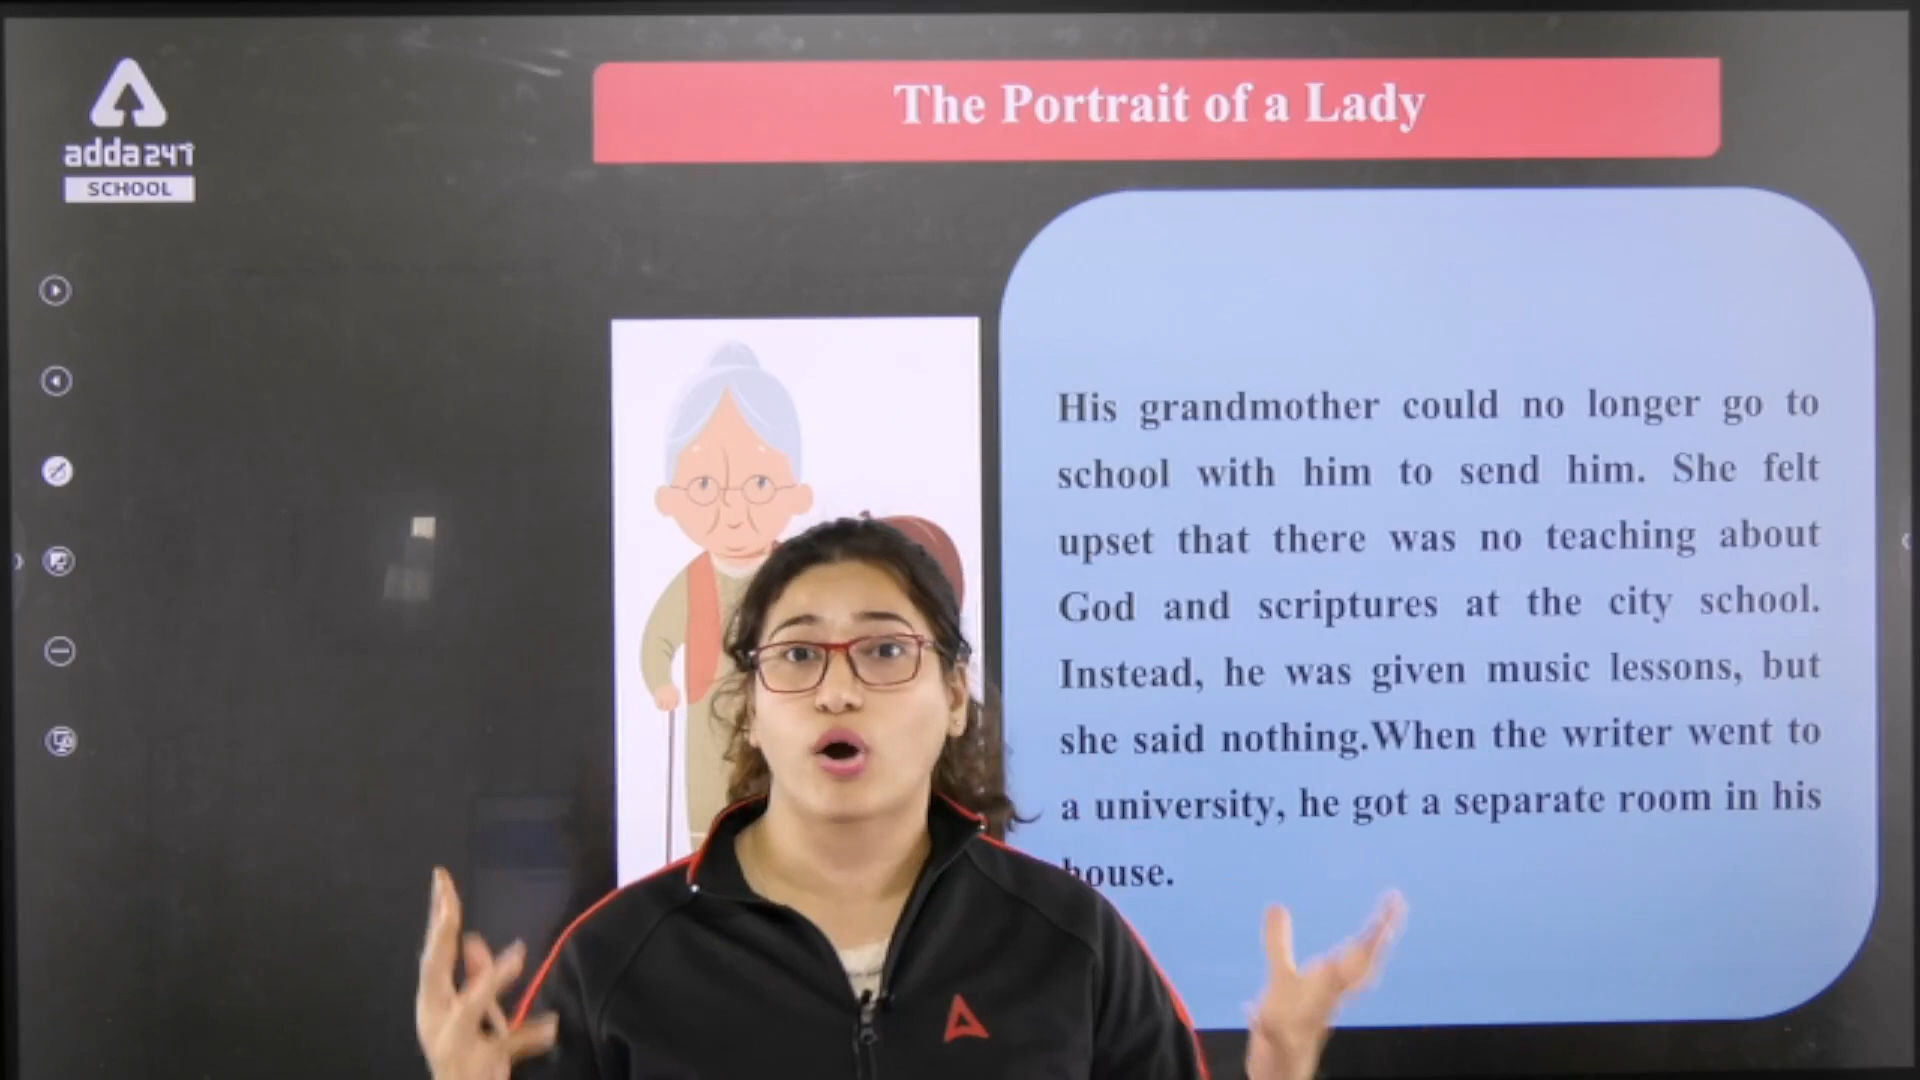 The Portrait of a Lady
adda247
SCHOOL
His grandmother could no longer go to
school with him to send him. She felt
upset that there was no teaching about
God and scriptures at the city school.
Instead, he was given music lessons, but
she said nothing.When the writer went to
a university, he got a separate room in his
house.